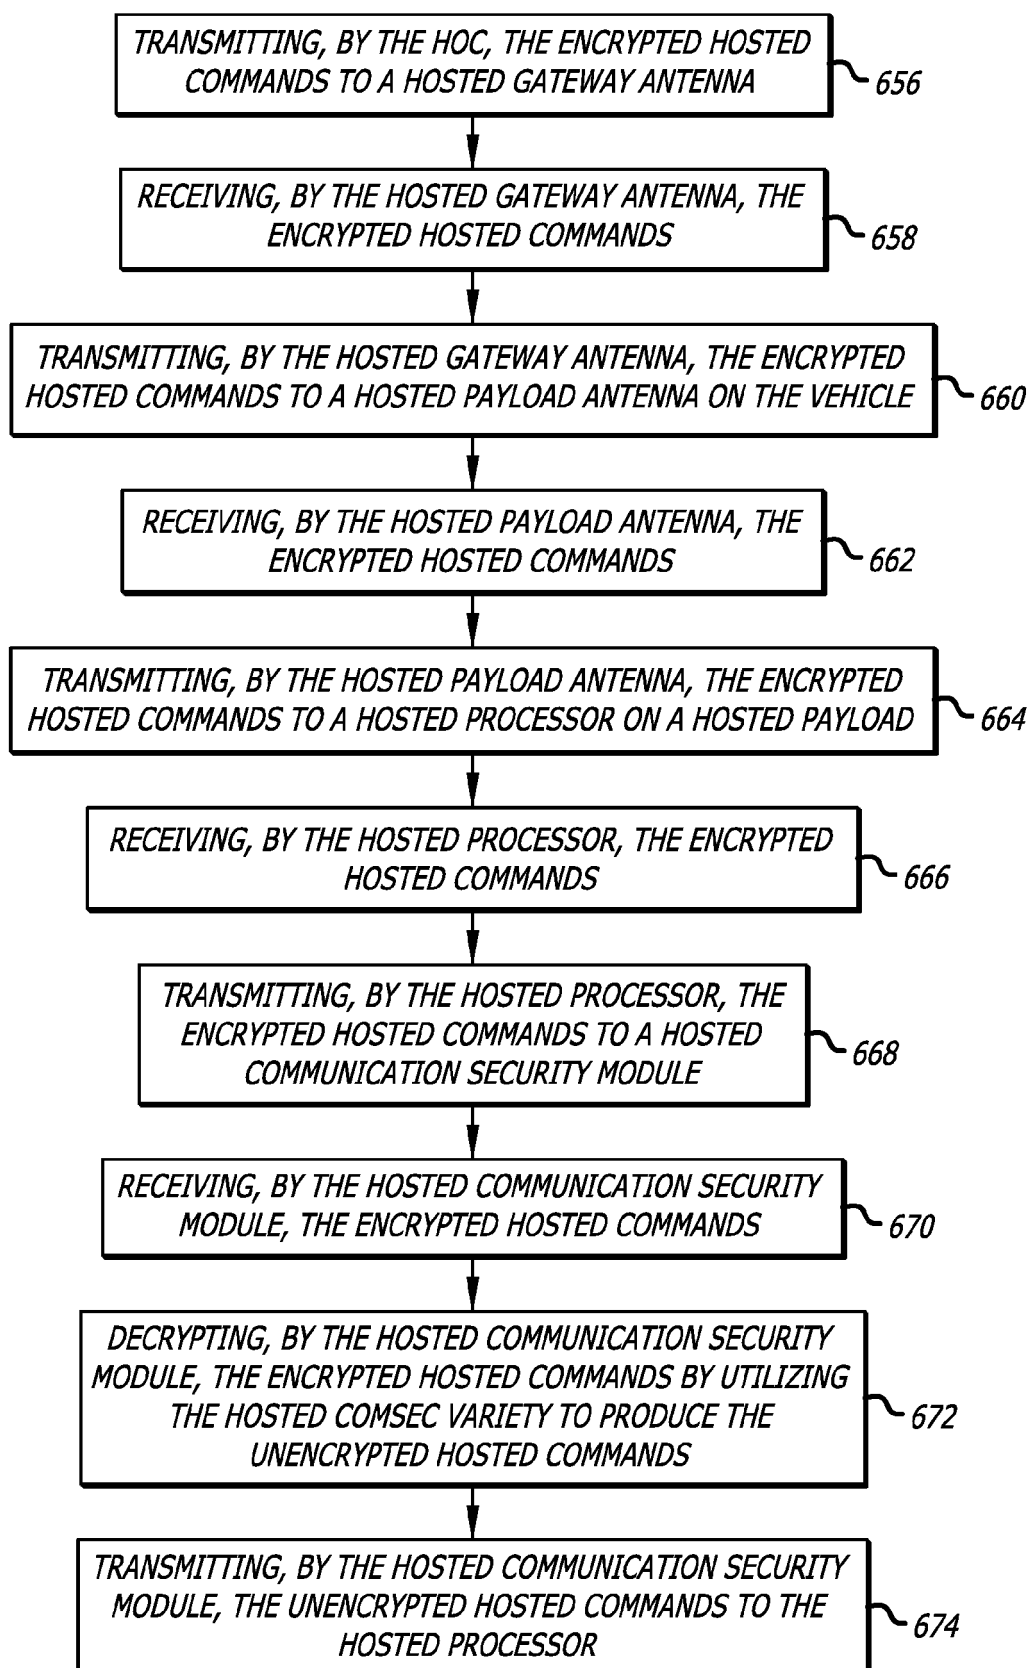 TRANSMITTING, BY THE HOC, THE ENCRYPTED HOSTED
COMMANDS TO A HOSTED GATEWAY ANTENNA
656
RECEIVING, BY THE HOSTED GATEWAY ANTENNA, THE
ENCRYPTED HOSTED COMMANDS
658
TRANSMITTING, BY THE HOSTED GATEWAY ANTENNA, THE ENCRYPTED
HOSTED COMMANDS TO A HOSTED PAYLOAD ANTENNA ON THE VEHICLE
660
RECEIVING, BY THE HOSTED PAYLOAD ANTENNA, THE
ENCRYPTED HOSTED COMMANDS
662
TRANSMITTING, BY THE HOSTED PAYLOAD ANTENNA, THE ENCRYPTED
HOSTED COMMANDS TO A HOSTED PROCESSOR ON A HOSTED PAYLOAD
664
RECEIVING, BY THE HOSTED PROCESSOR, THE ENCRYPTED
HOSTED COMMANDS
666
TRANSMITTING, BY THE HOSTED PROCESSOR, THE
ENCRYPTED HOSTED COMMANDS TO A HOSTED
COMMUNICATION SECURITY MODULE
668
RECEIVING, BY THE HOSTED COMMUNICATION SECURITY
MODULE, THE ENCRYPTED HOSTED COMMANDS
670
DECRYPTING, BY THE HOSTED COMMUNICATION SECURITY
MODULE, THE ENCRYPTED HOSTED COMMANDS BY UTILIZING
THE HOSTED COMSEC VARIETY TO PRODUCE THE
UNENCRYPTED HOSTED COMMANDS
672
TRANSMITTING, BY THE HOSTED COMMUNICATION SECURITY
MODULE, THE UNENCRYPTED HOSTED COMMANDS TO THE
HOSTED PROCESSOR
674